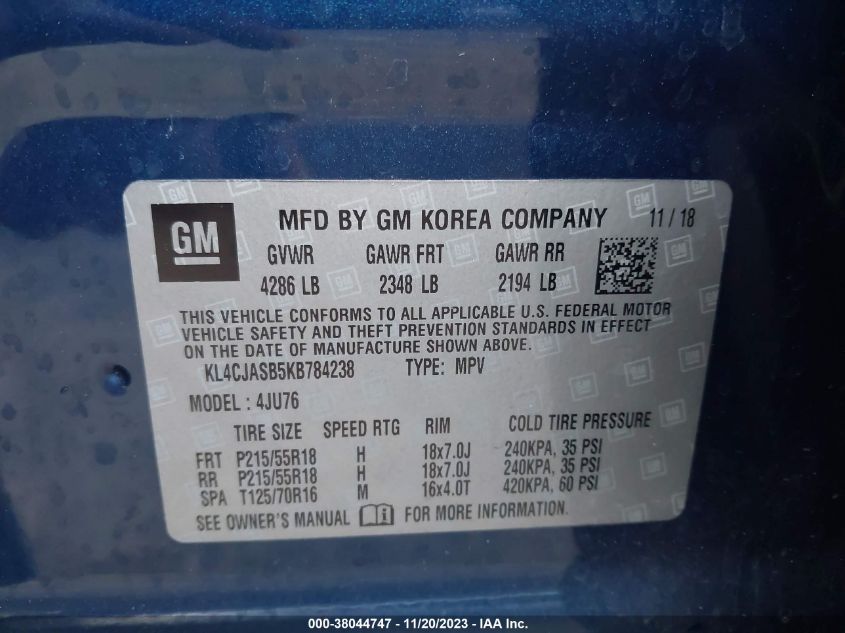 GM
MFD BY GM KOREA COMPANY 11/18
GVWR GAWR FRT GAWR RR
4286 LB 2348 LB 2194 LB
THIS VEHICLE CONFORMS TO ALL APPLICABLE U.S. FEDERAL MOTOR
VEHICLE SAFETY AND THEFT PREVENTION STANDARDS IN EFFECT
ON THE DATE OF MANUFACTURE SHOWN ABOVE.
KL4CJASB5KB784238 TYPE: MPV
MODEL: 4JU76
TIRE SIZE SPEED RTG RIM COLD TIRE PRESSURE
FRT P215/55R18 H 18x7.0J 240KPA, 35 PSI
RR P215/55R18 H 18x7.0J 240KPA, 35 PSI
SPA T125/70R16 M 16x4.0T 420KPA, 60 PSI
SEE OWNER'S MANUAL FOR MORE INFORMATION.
000-38044747 - 11/20/2023 - IAA Inc.